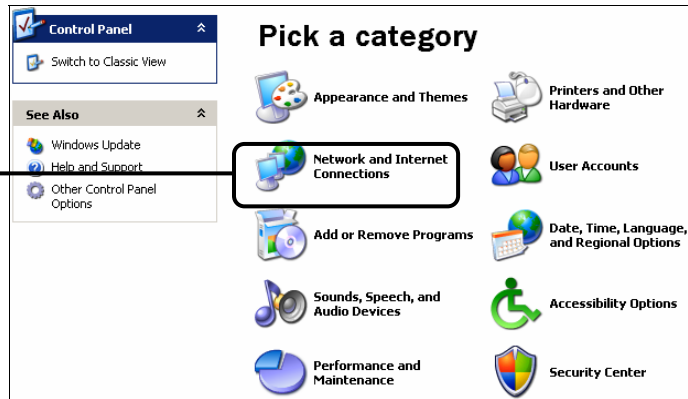 Control Panel
Switch to Classic View
See Also
Windows Update
Help and Support
Other Control Panel
Options
Pick a category
Appearance and Themes
Printers and Other
Hardware
Network and Internet
Connections
User Accounts
Add or Remove Programs
Date, Time, Language,
and Regional Options
Sounds, Speech, and
Audio Devices
Accessibility Options
Performance and
Maintenance
Security Center